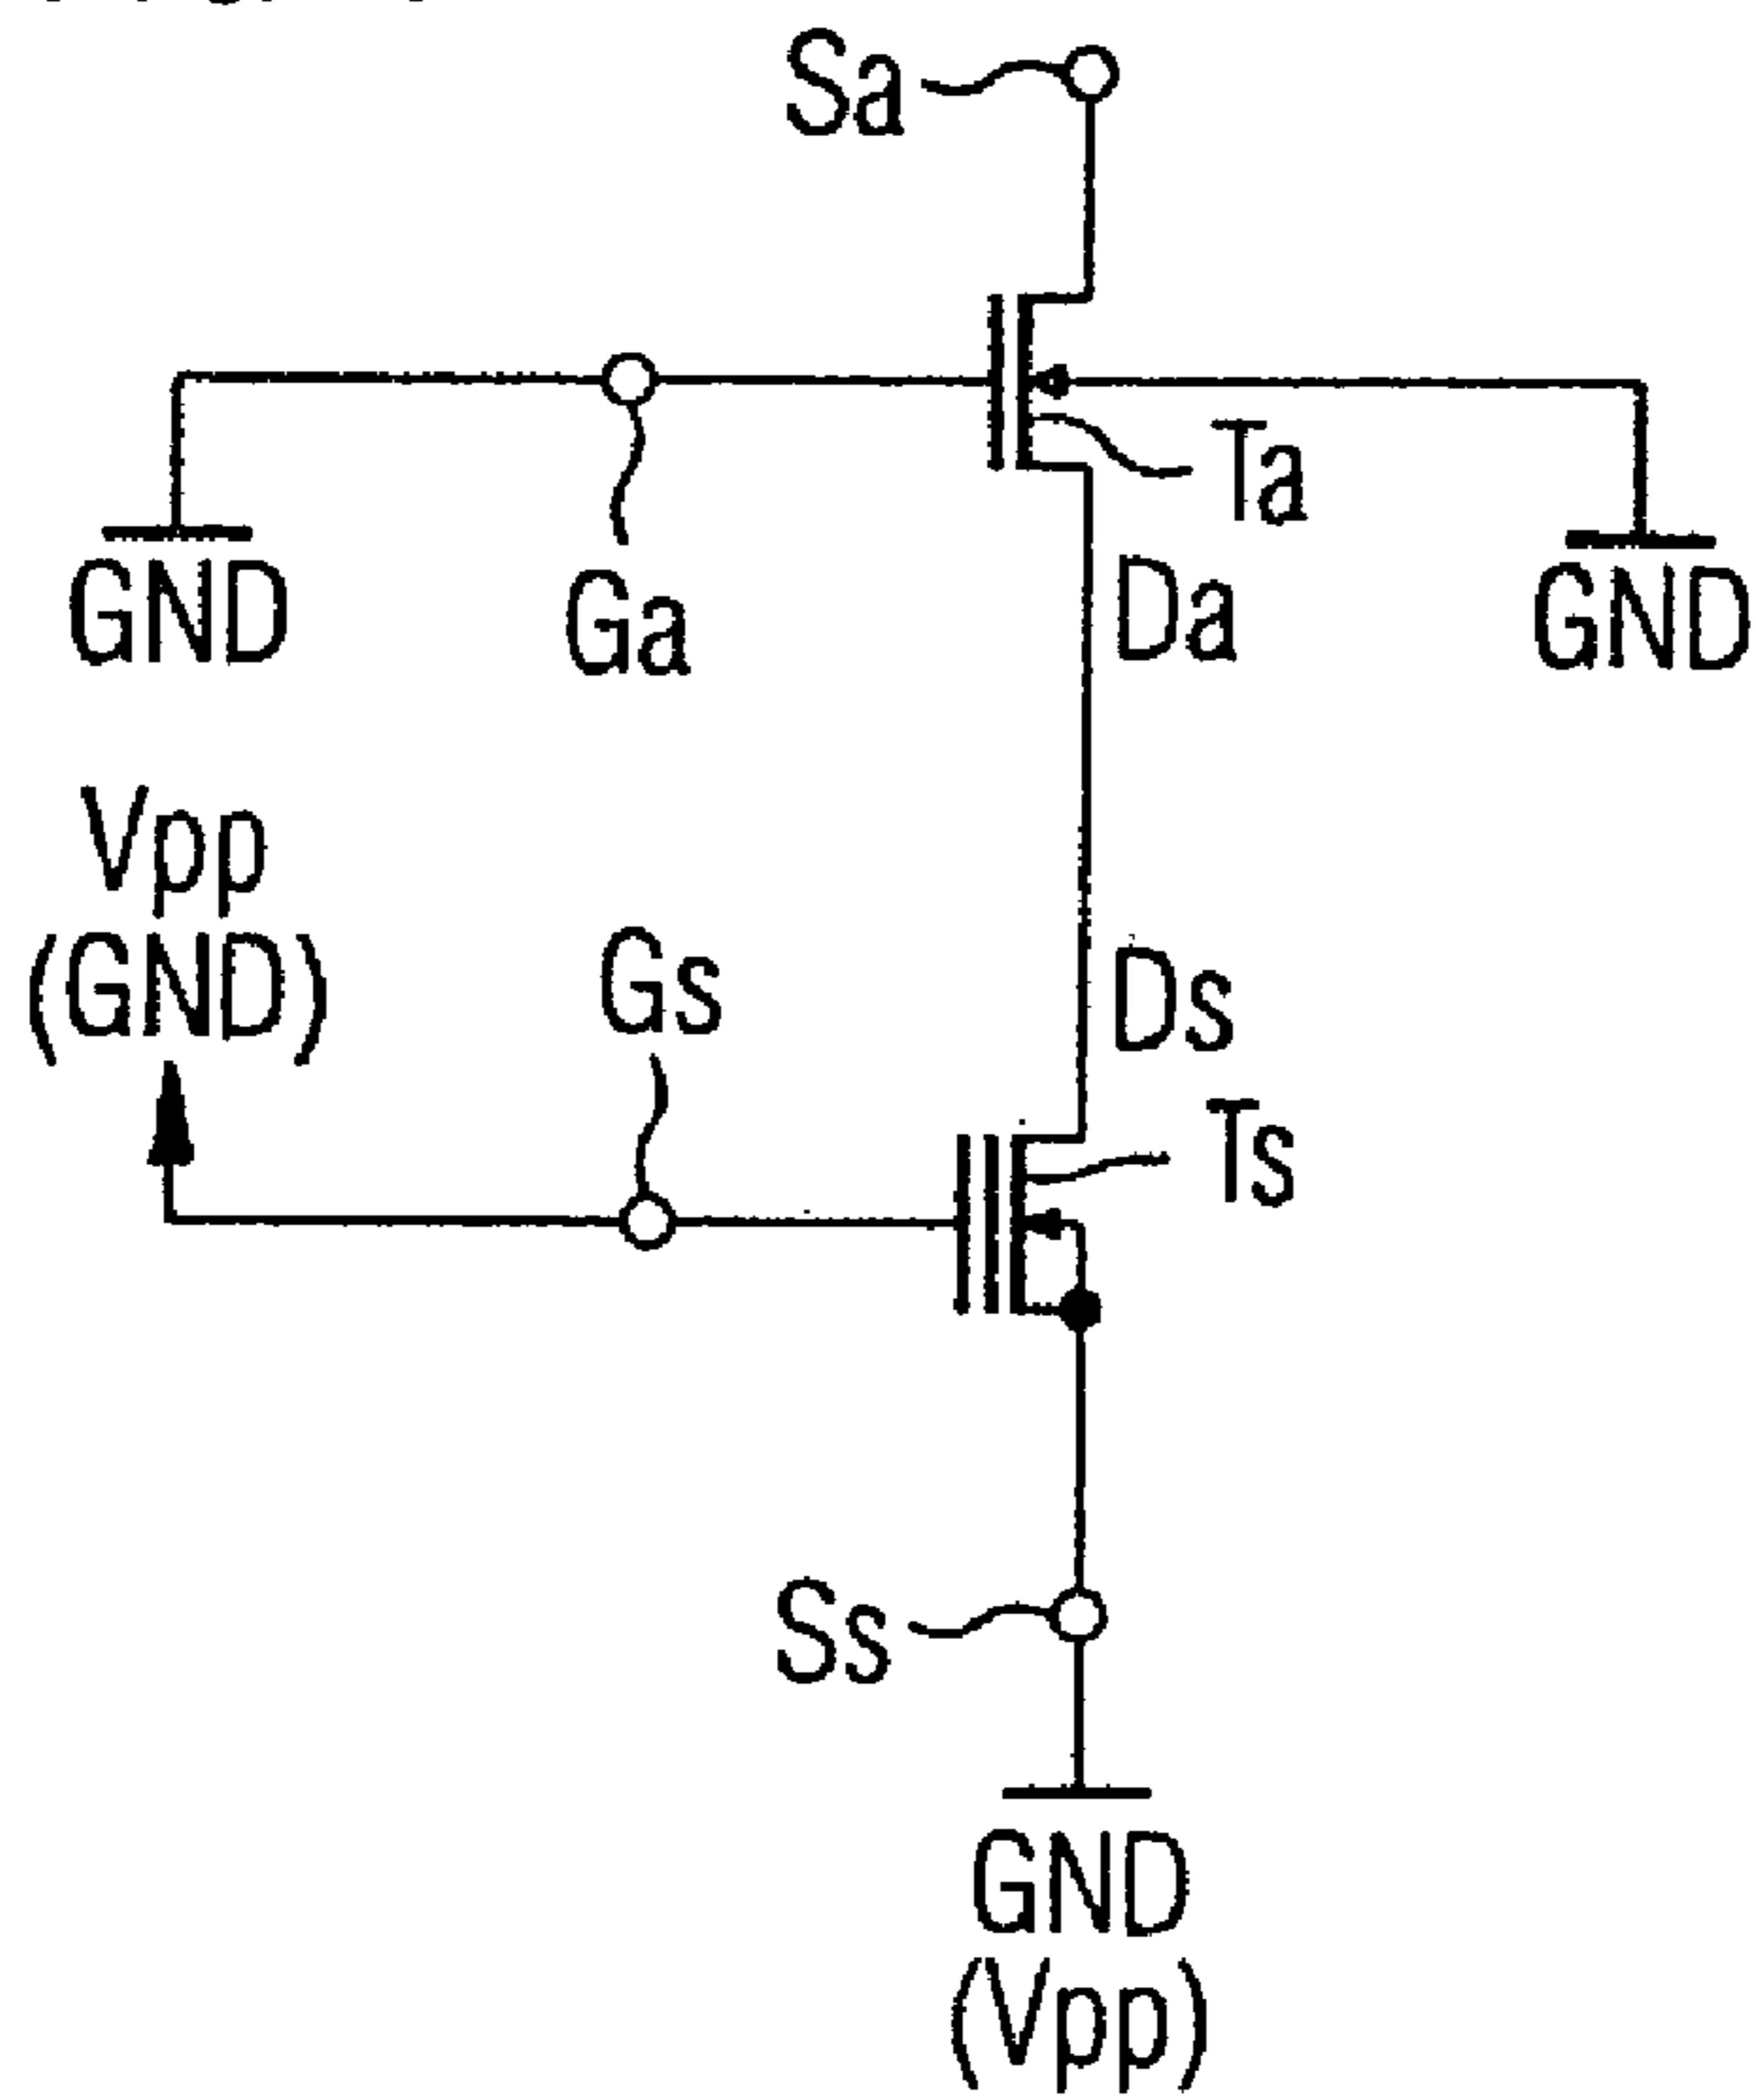 Sa
Ta
GND
Ga
Da
GND
Vpp
(GND)
Gs
Ds
Ts
Ss
GND
(Vpp)